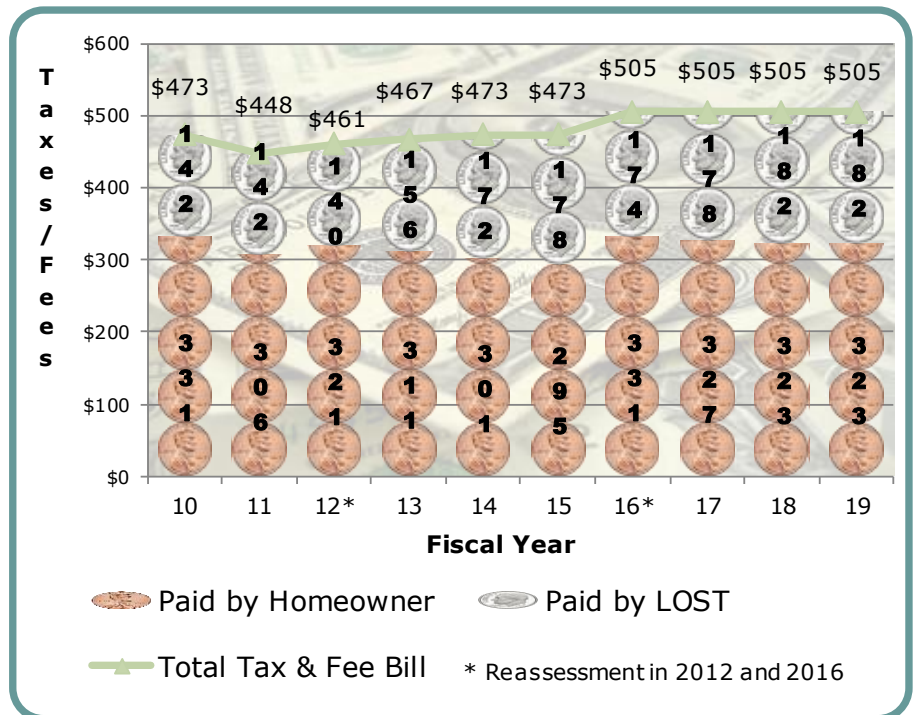 Taxes/Fees
$600
$500
$400
$300
$200
$100
$0
$473 $448 $461 $467 $473 $473 $505 $505 $505 $505
142 142 140 156 172 178 174 178 182 182
331 306 321 311 301 295 331 327 323 323
10 11 12* 13 14 15 16* 17 18 19
Fiscal Year
Paid by Homeowner Paid by LOST
Total Tax & Fee Bill * Reassessment in 2012 and 2016